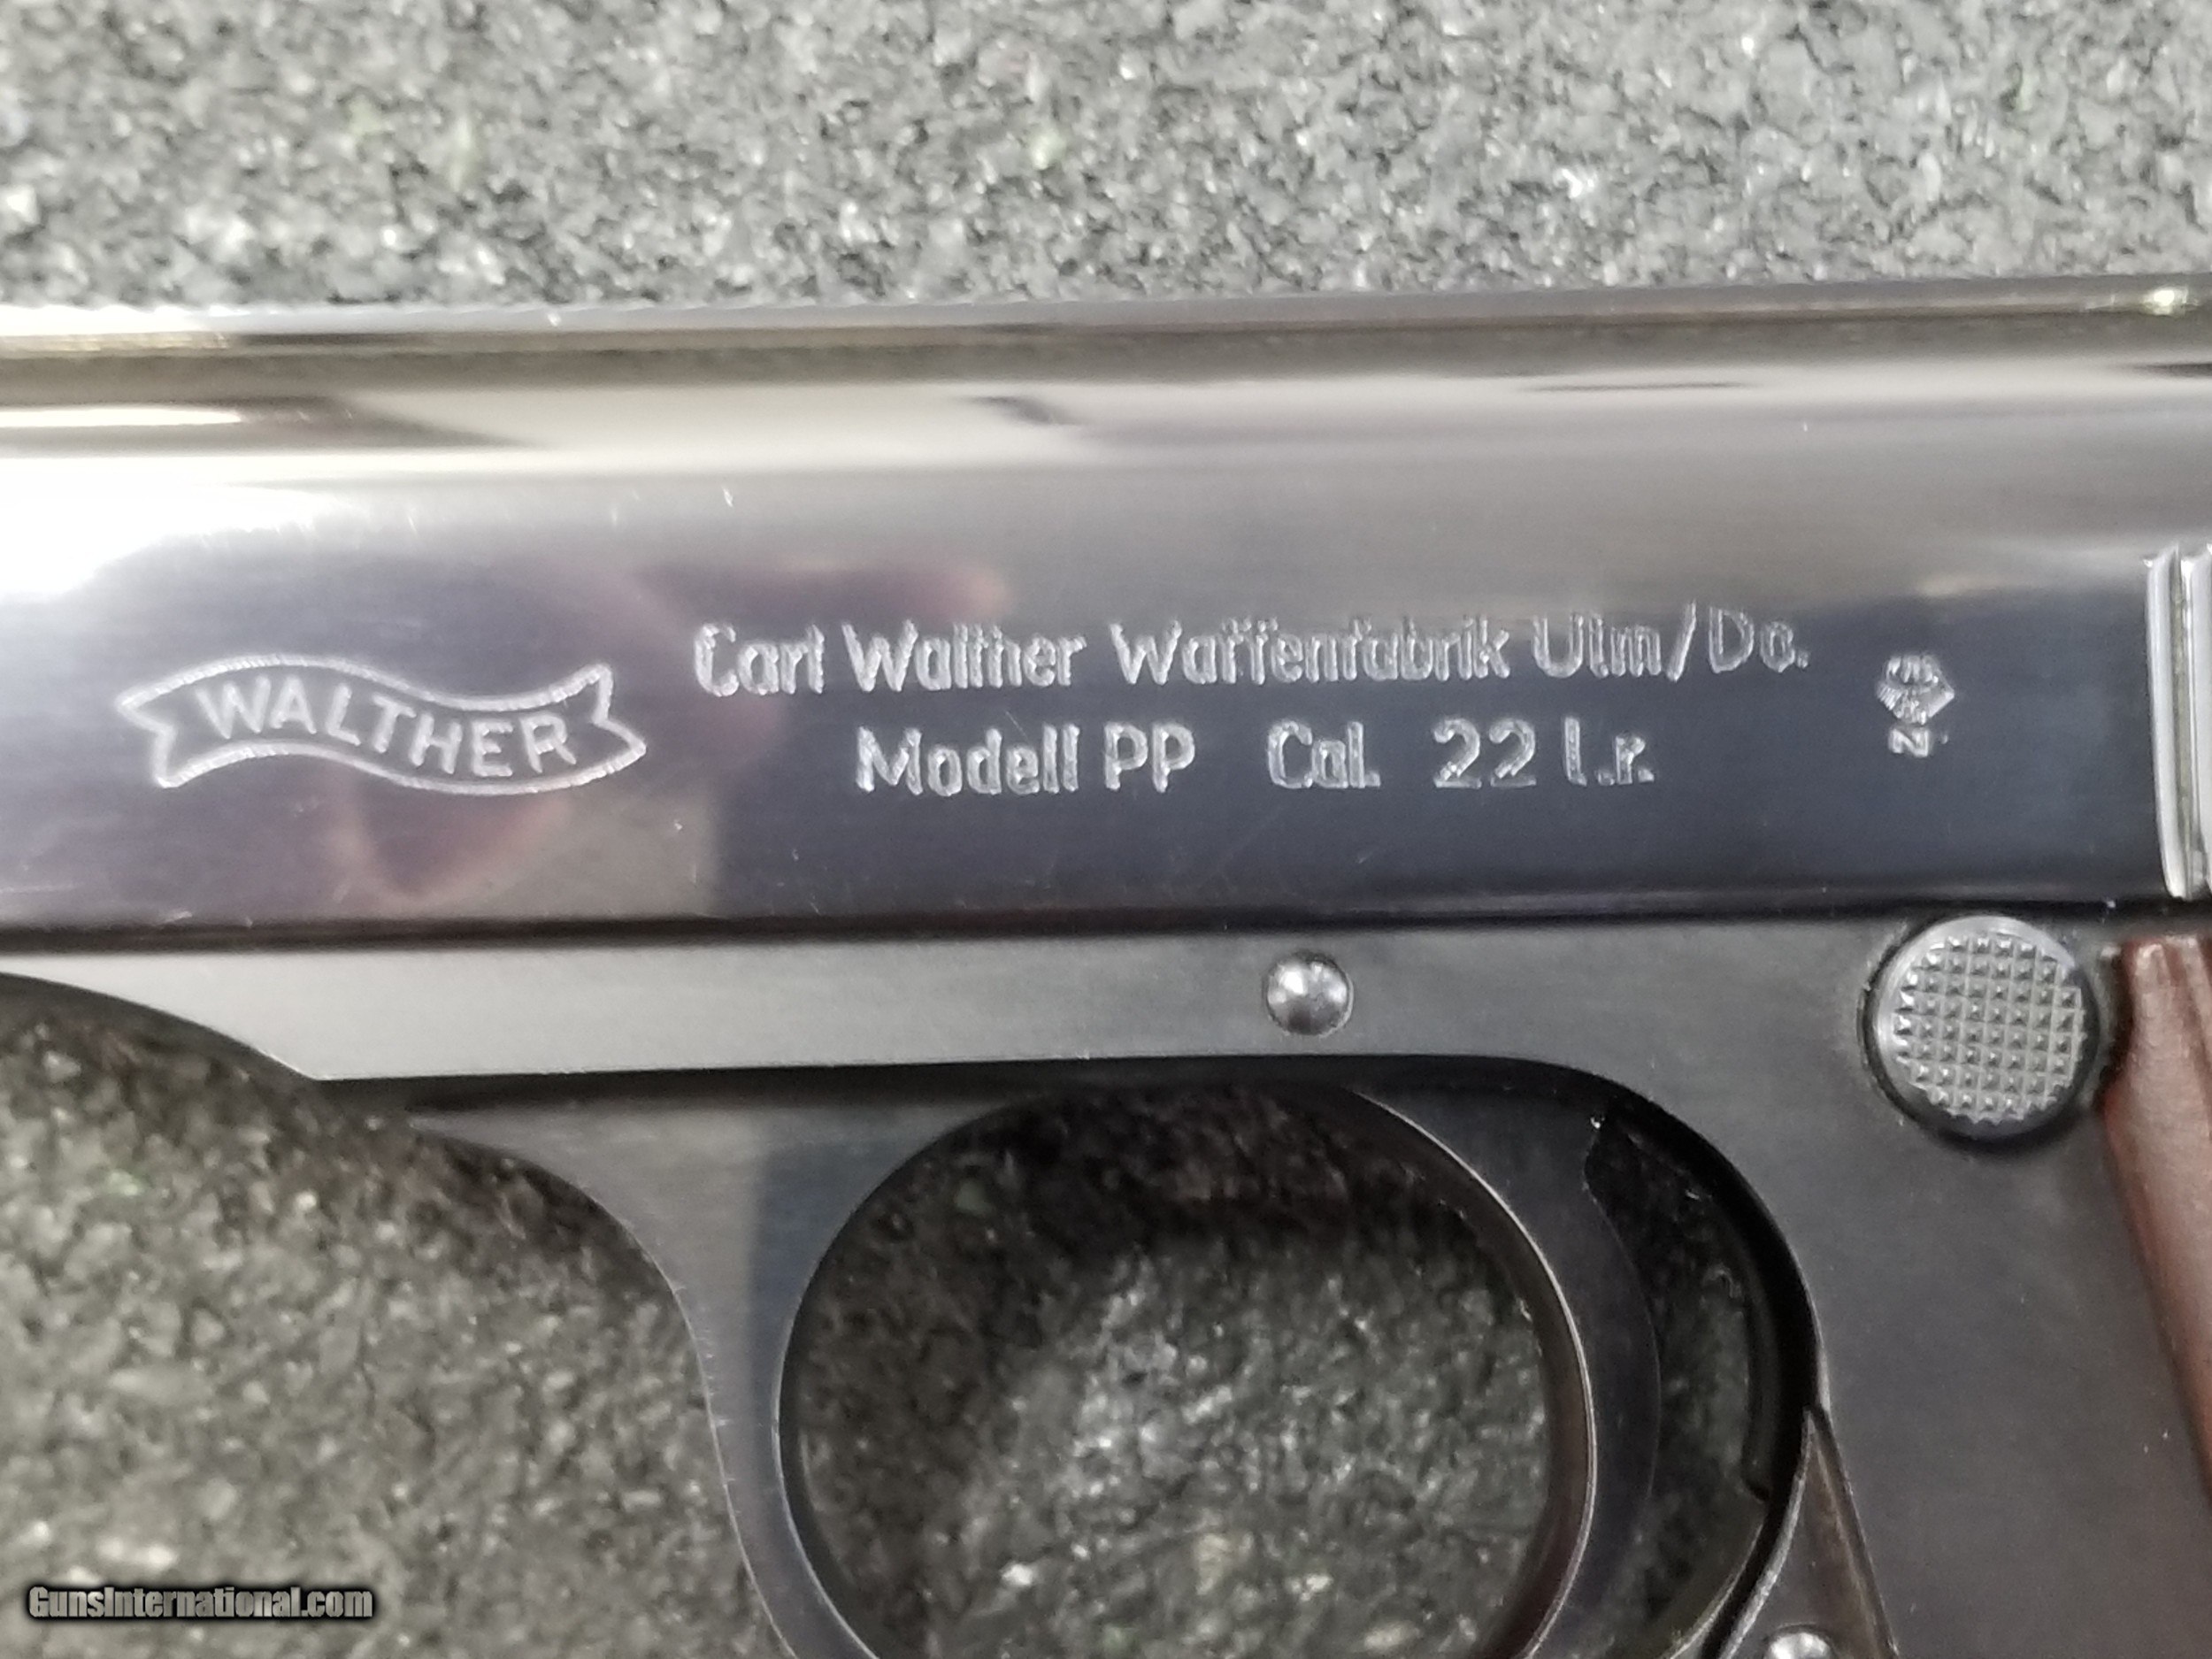 WALTHER
Carl Walther Waffenfabrik Ulm/Do.
Modell PP Cal. 22 l.r.
N
GunsInternational.com